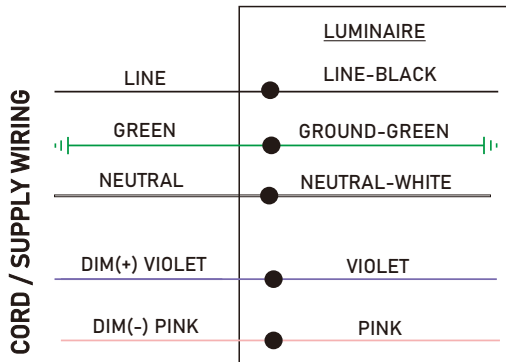 LUMINAIRE
CORD / SUPPLY WIRING
LINE
LINE-BLACK
GREEN
GROUND-GREEN
NEUTRAL
NEUTRAL-WHITE
DIM(+) VIOLET
VIOLET
DIM(-) PINK
PINK